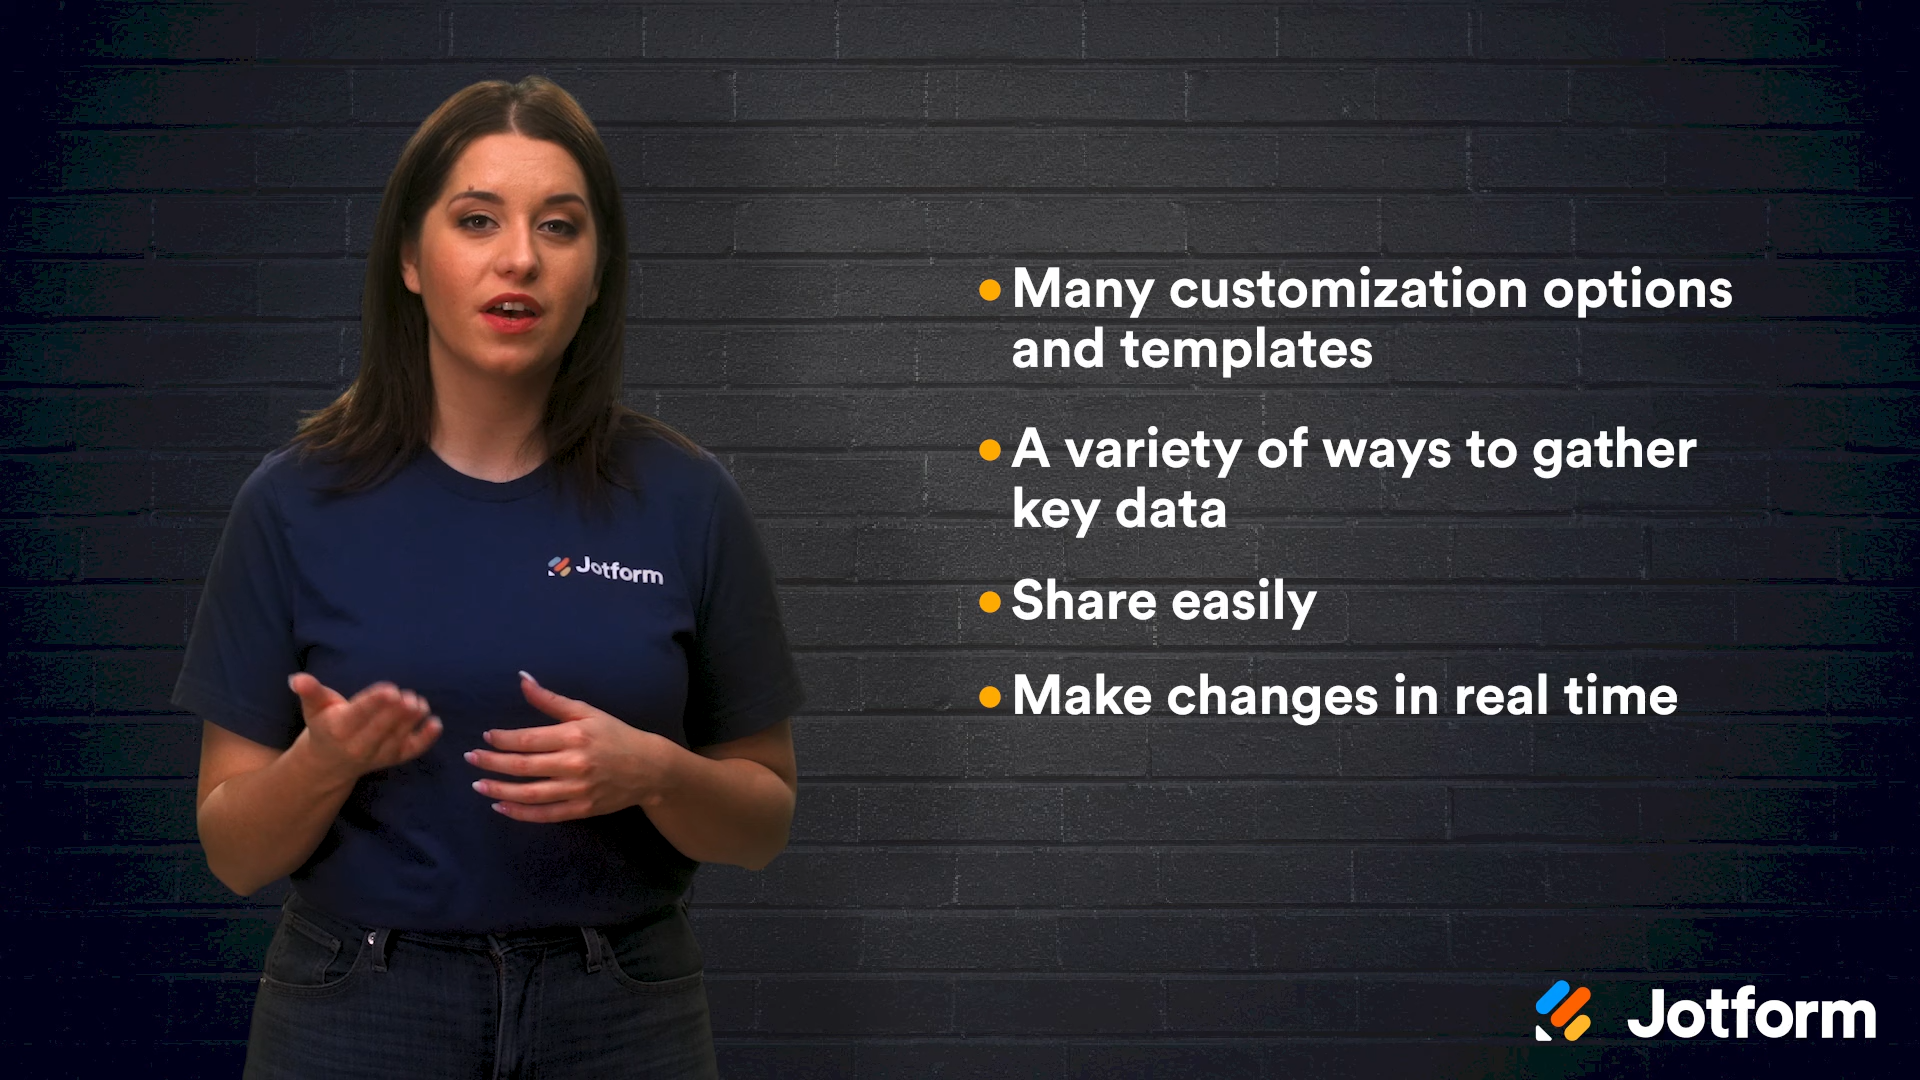 • Many customization options
and templates
• A variety of ways to gather
key data
• Share easily
• Make changes in real time
Jotform
Jotform